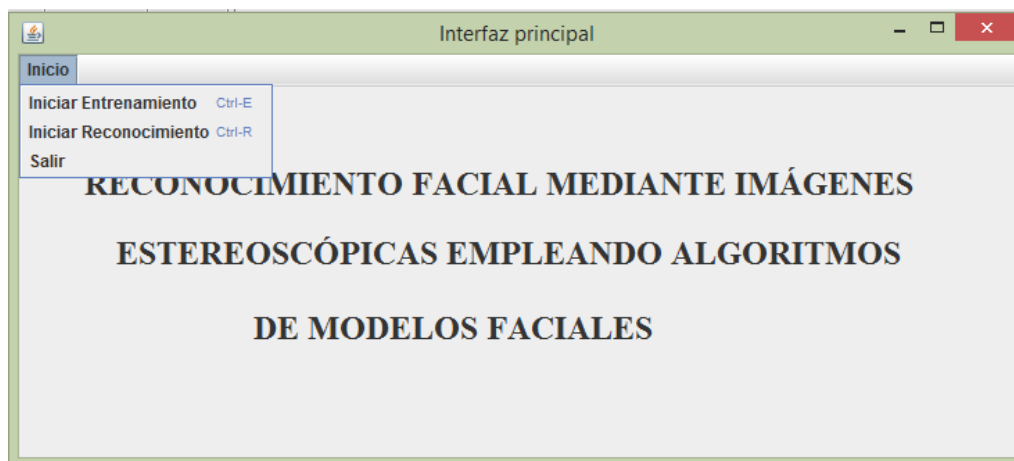 Interfaz principal
Inicio
Iniciar Entrenamiento Ctrl-E
Iniciar Reconocimiento Ctrl-R
Salir
RECONOCIMIENTO FACIAL MEDIANTE IMÁGENES
ESTEREOSCÓPICAS EMPLEANDO ALGORITMOS
DE MODELOS FACIALES